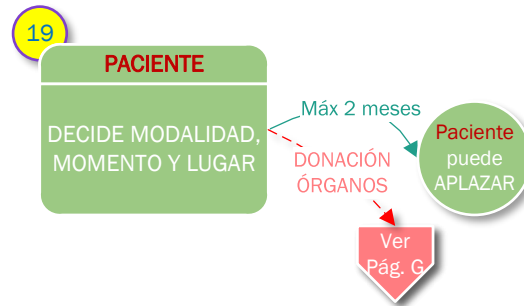 19
PACIENTE
DECIDE MODALIDAD,
MOMENTO Y LUGAR
Máx 2 meses
DONACIÓN
ÓRGANOS
Paciente
puede
APLAZAR
Ver
Pág. G